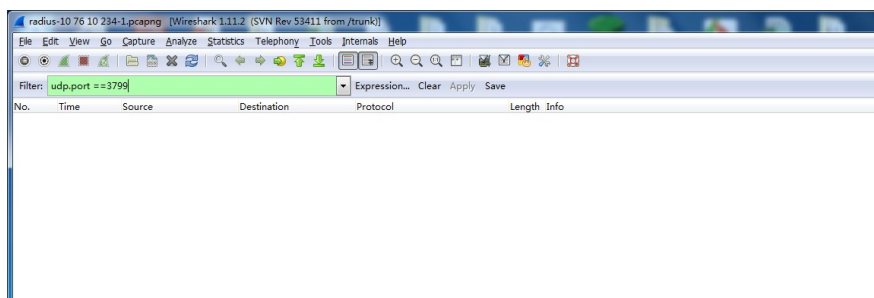 radius-10 76 10 234-1.pcapng [Wireshark 1.11.2 (SVN Rev 53411 from /trunk)]
File Edit View Go Capture Analyze Statistics Telephony Tools Internals Help
Filter: udp.port ==3799 Expression... Clear Apply Save
No. Time Source Destination Protocol Length Info